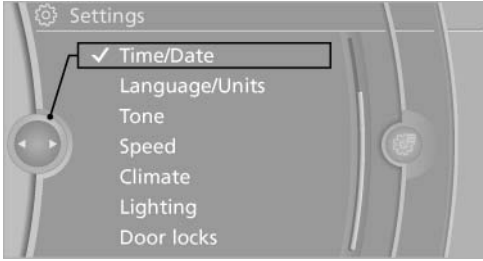 Settings
Time/Date
Language/Units
Tone
Speed
Climate
Lighting
Door locks